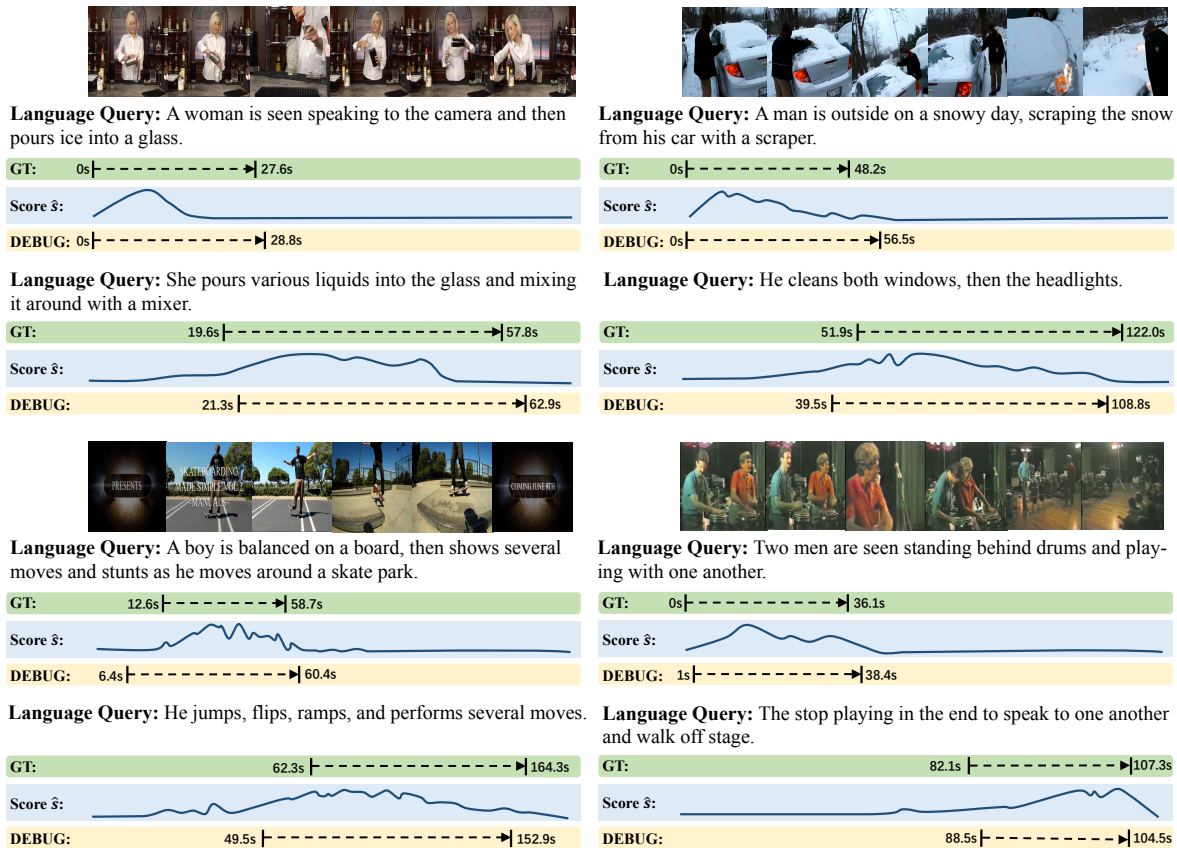 Language Query: A woman is seen speaking to the camera and then
pours ice into a glass.
GT: 0s 27.6s
Score ŝ:
DEBUG: 0s 28.8s
Language Query: She pours various liquids into the glass and mixing
it around with a mixer.
GT: 19.6s 57.8s
Score ŝ:
DEBUG: 21.3s 62.9s
Language Query: A man is outside on a snowy day, scraping the snow
from his car with a scraper.
GT: 0s 48.2s
Score ŝ:
DEBUG: 0s 56.5s
Language Query: He cleans both windows, then the headlights.
GT: 51.9s 122.0s
Score ŝ:
DEBUG: 39.5s 108.8s
PRESENTS
SKATEBOARDING
MADE SIMPLE VOL 2
MANUALS
COMING JUNE 8TH
Language Query: A boy is balanced on a board, then shows several
moves and stunts as he moves around a skate park.
GT: 12.6s 58.7s
Score ŝ:
DEBUG: 6.4s 60.4s
Language Query: He jumps, flips, ramps, and performs several moves.
GT: 62.3s 164.3s
Score ŝ:
DEBUG: 49.5s 152.9s
Language Query: Two men are seen standing behind drums and play-
ing with one another.
GT: 0s 36.1s
Score ŝ:
DEBUG: 1s 38.4s
Language Query: The stop playing in the end to speak to one another
and walk off stage.
GT: 82.1s 107.3s
Score ŝ:
DEBUG: 88.5s 104.5s